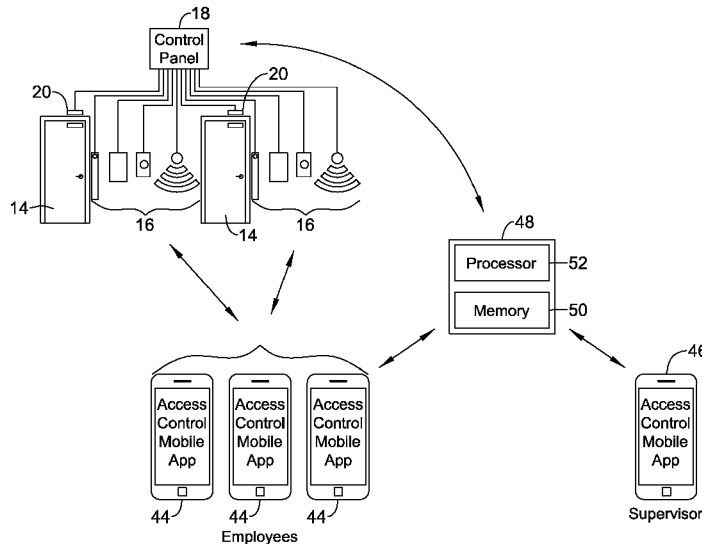 18
Control
Panel
20
20
14
16
14
16
48
Processor
52
Memory
50
46
Access
Control
Mobile
App
Access
Control
Mobile
App
Access
Control
Mobile
App
Access
Control
Mobile
App
44
44
44
Employees
Supervisor